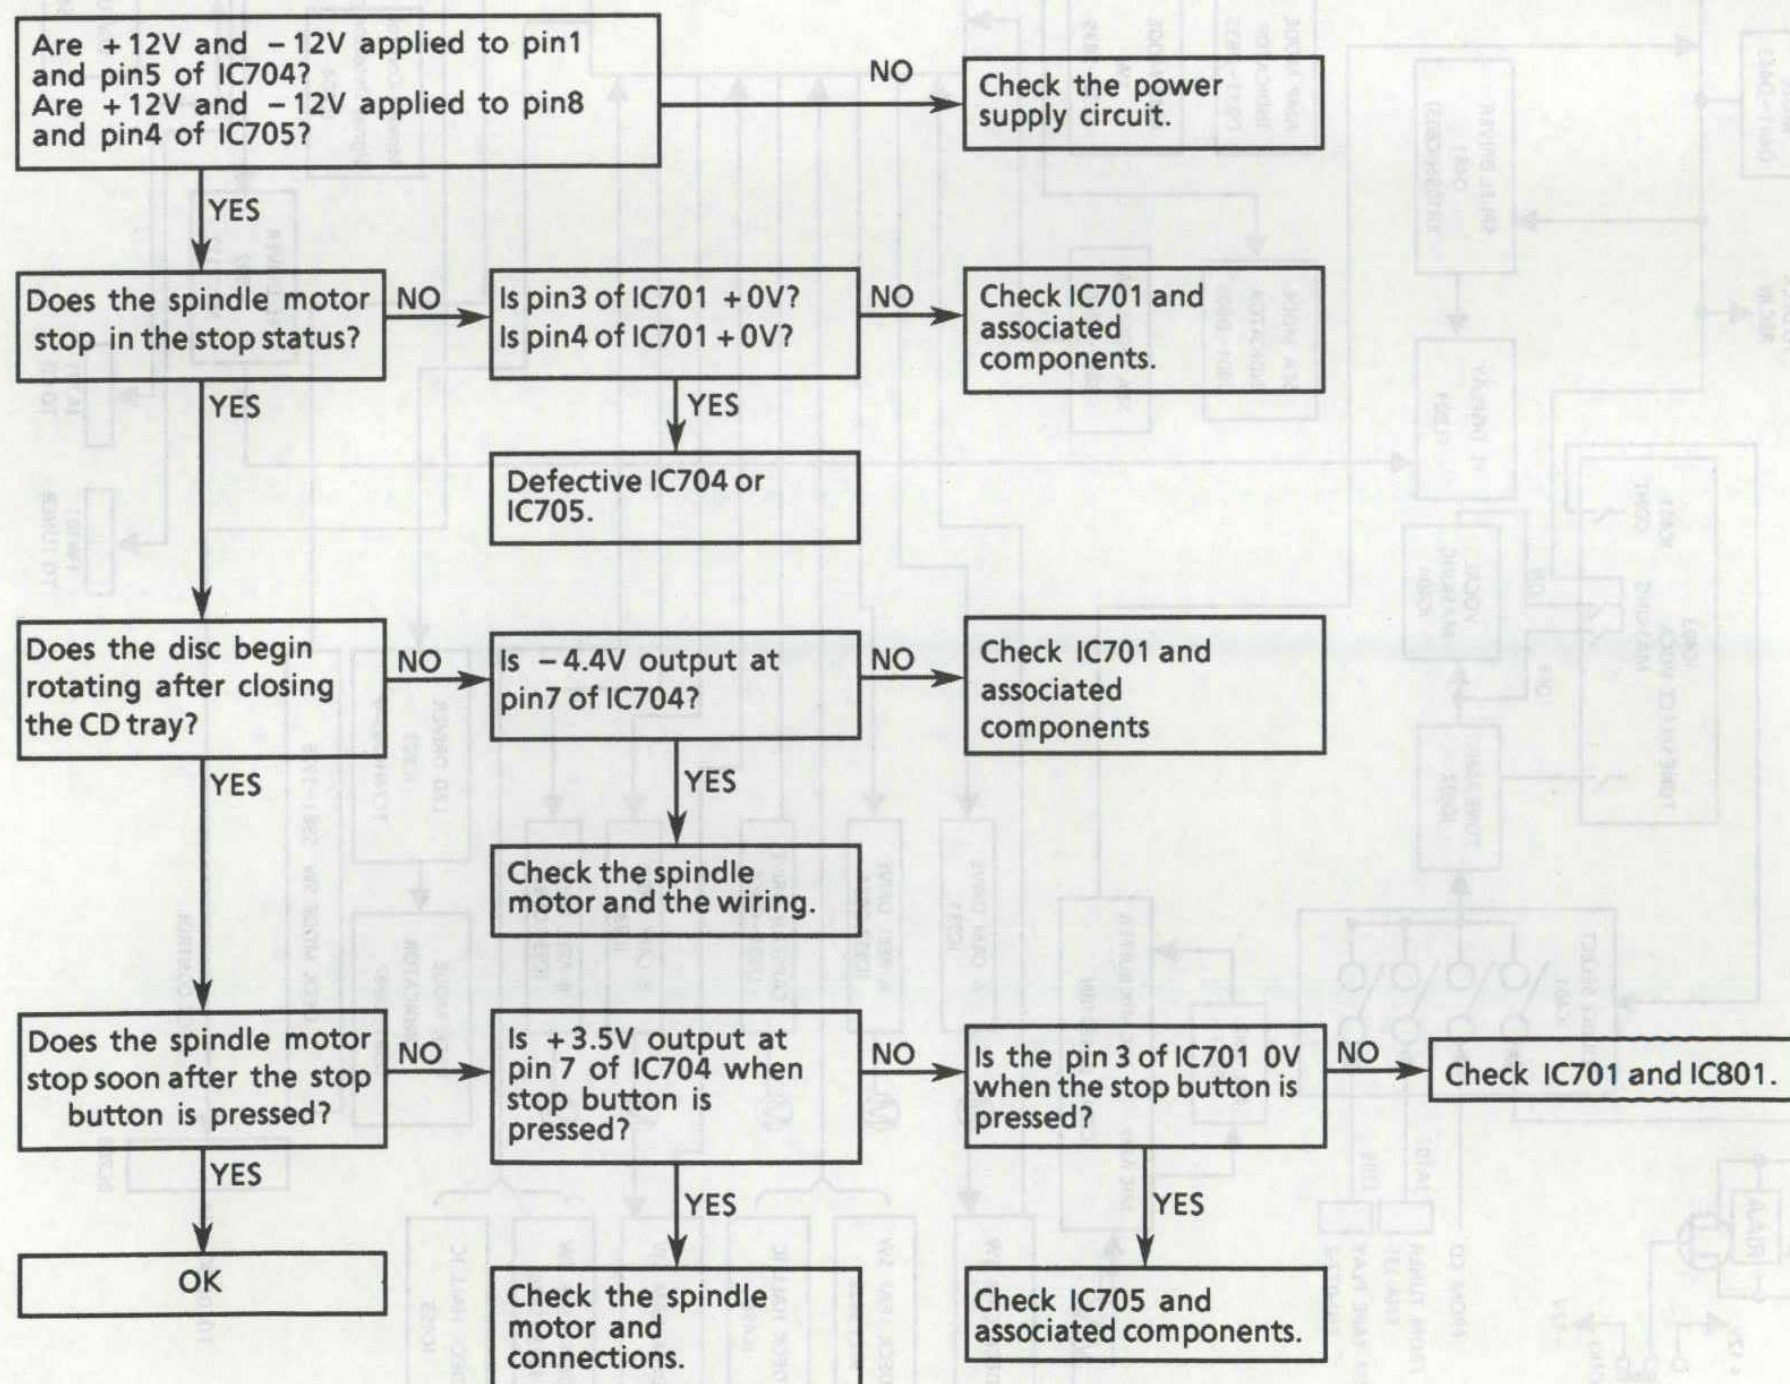 Are +12V and −12V applied to pin1
and pin5 of IC704?
Are +12V and −12V applied to pin8
and pin4 of IC705?
NO
Check the power
supply circuit.
YES
Does the spindle motor
stop in the stop status?
NO
Is pin3 of IC701 +0V?
Is pin4 of IC701 +0V?
NO
Check IC701 and
associated
components.
YES
YES
Defective IC704 or
IC705.
Does the disc begin
rotating after closing
the CD tray?
NO
Is −4.4V output at
pin7 of IC704?
NO
Check IC701 and
associated
components
YES
YES
Check the spindle
motor and the wiring.
Does the spindle motor
stop soon after the stop
button is pressed?
NO
Is +3.5V output at
pin 7 of IC704 when
stop button is
pressed?
NO
Is the pin 3 of IC701 0V
when the stop button is
pressed?
NO
Check IC701 and IC801.
YES
YES
YES
OK
Check the spindle
motor and
connections.
Check IC705 and
associated components.